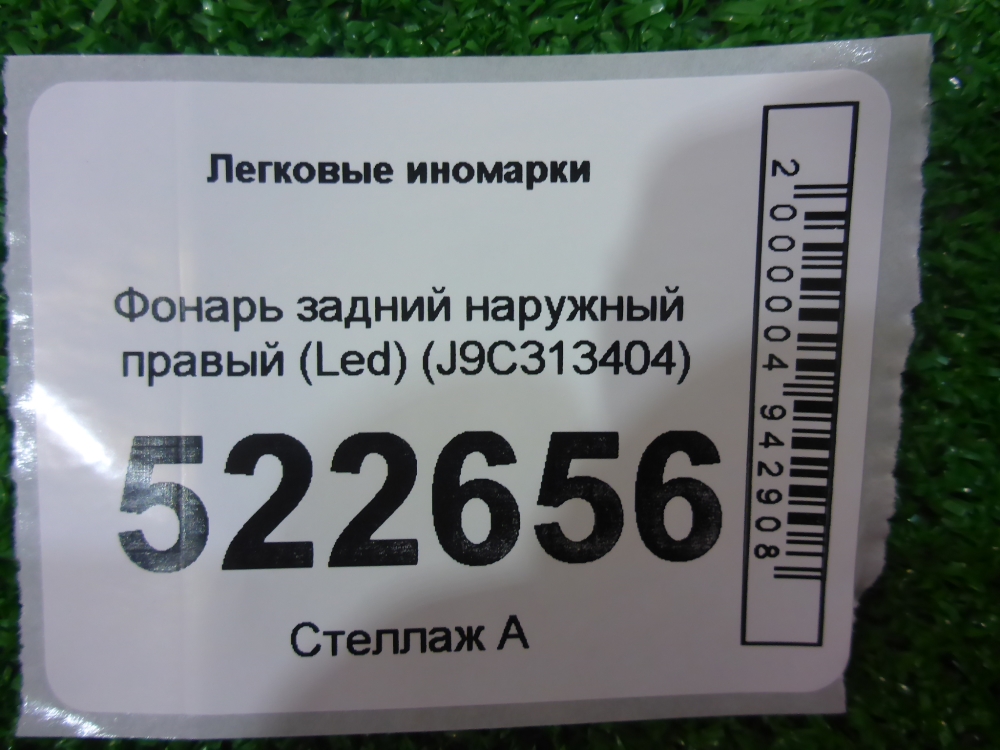 Легковые иномарки
Фонарь задний наружный
правый (Led) (J9C313404)
522656
Стеллаж А
2000004942908